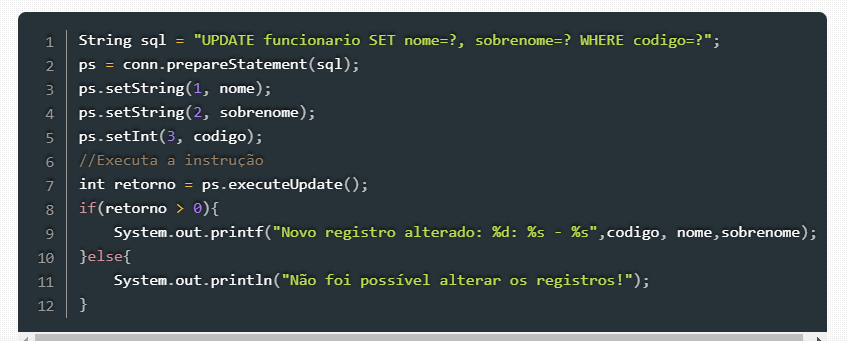 1 String sql = "UPDATE funcionario SET nome=?, sobrenome=? WHERE codigo=?";
2 ps = conn.prepareStatement(sql);
3 ps.setString(1, nome);
4 ps.setString(2, sobrenome);
5 ps.setInt(3, codigo);
6 //Executa a instrução
7 int retorno = ps.executeUpdate();
8 if(retorno > 0){
9     System.out.printf("Novo registro alterado: %d: %s - %s",codigo, nome,sobrenome);
10 }else{
11     System.out.println("Não foi possível alterar os registros!");
12 }